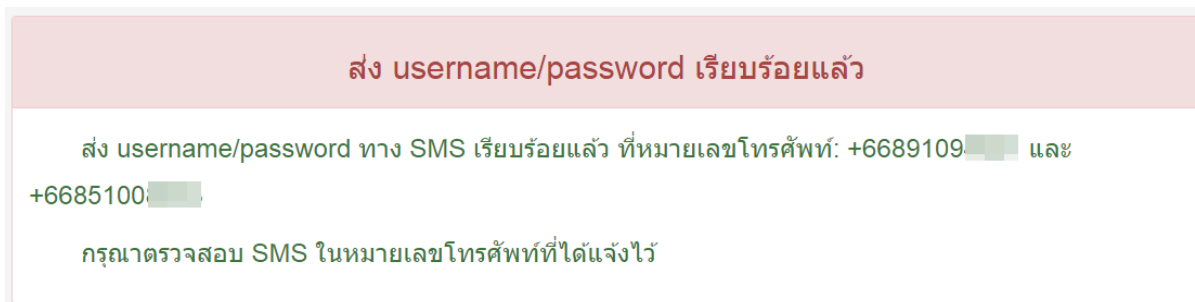 ส่ง username/password เรียบร้อยแล้ว
ส่ง username/password ทาง SMS เรียบร้อยแล้ว ที่หมายเลขโทรศัพท์: +6689109 และ
+6685100
กรุณาตรวจสอบ SMS ในหมายเลขโทรศัพท์ที่ได้แจ้งไว้